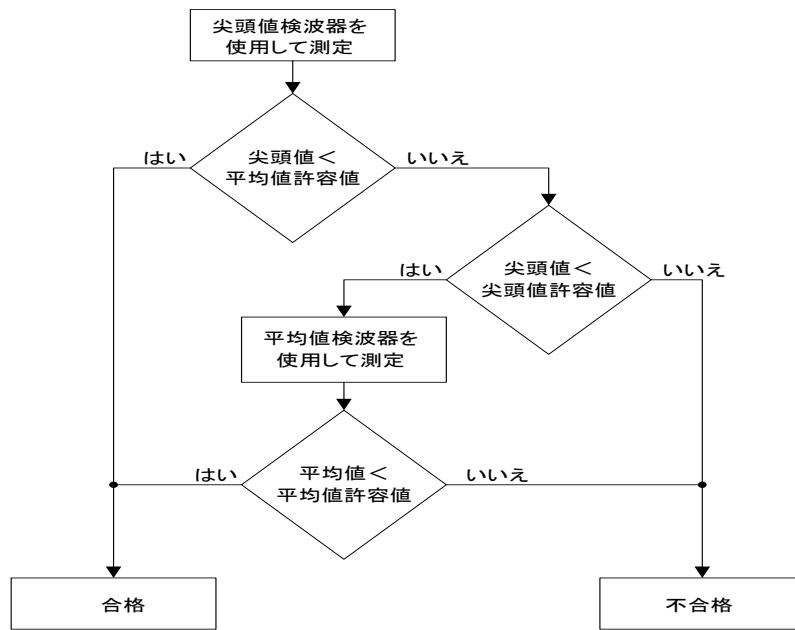 尖頭値検波器を
使用して測定
はい
尖頭値＜
平均値許容値
いいえ
はい
尖頭値＜
尖頭値許容値
いいえ
平均値検波器を
使用して測定
はい
平均値＜
平均値許容値
いいえ
合格
不合格